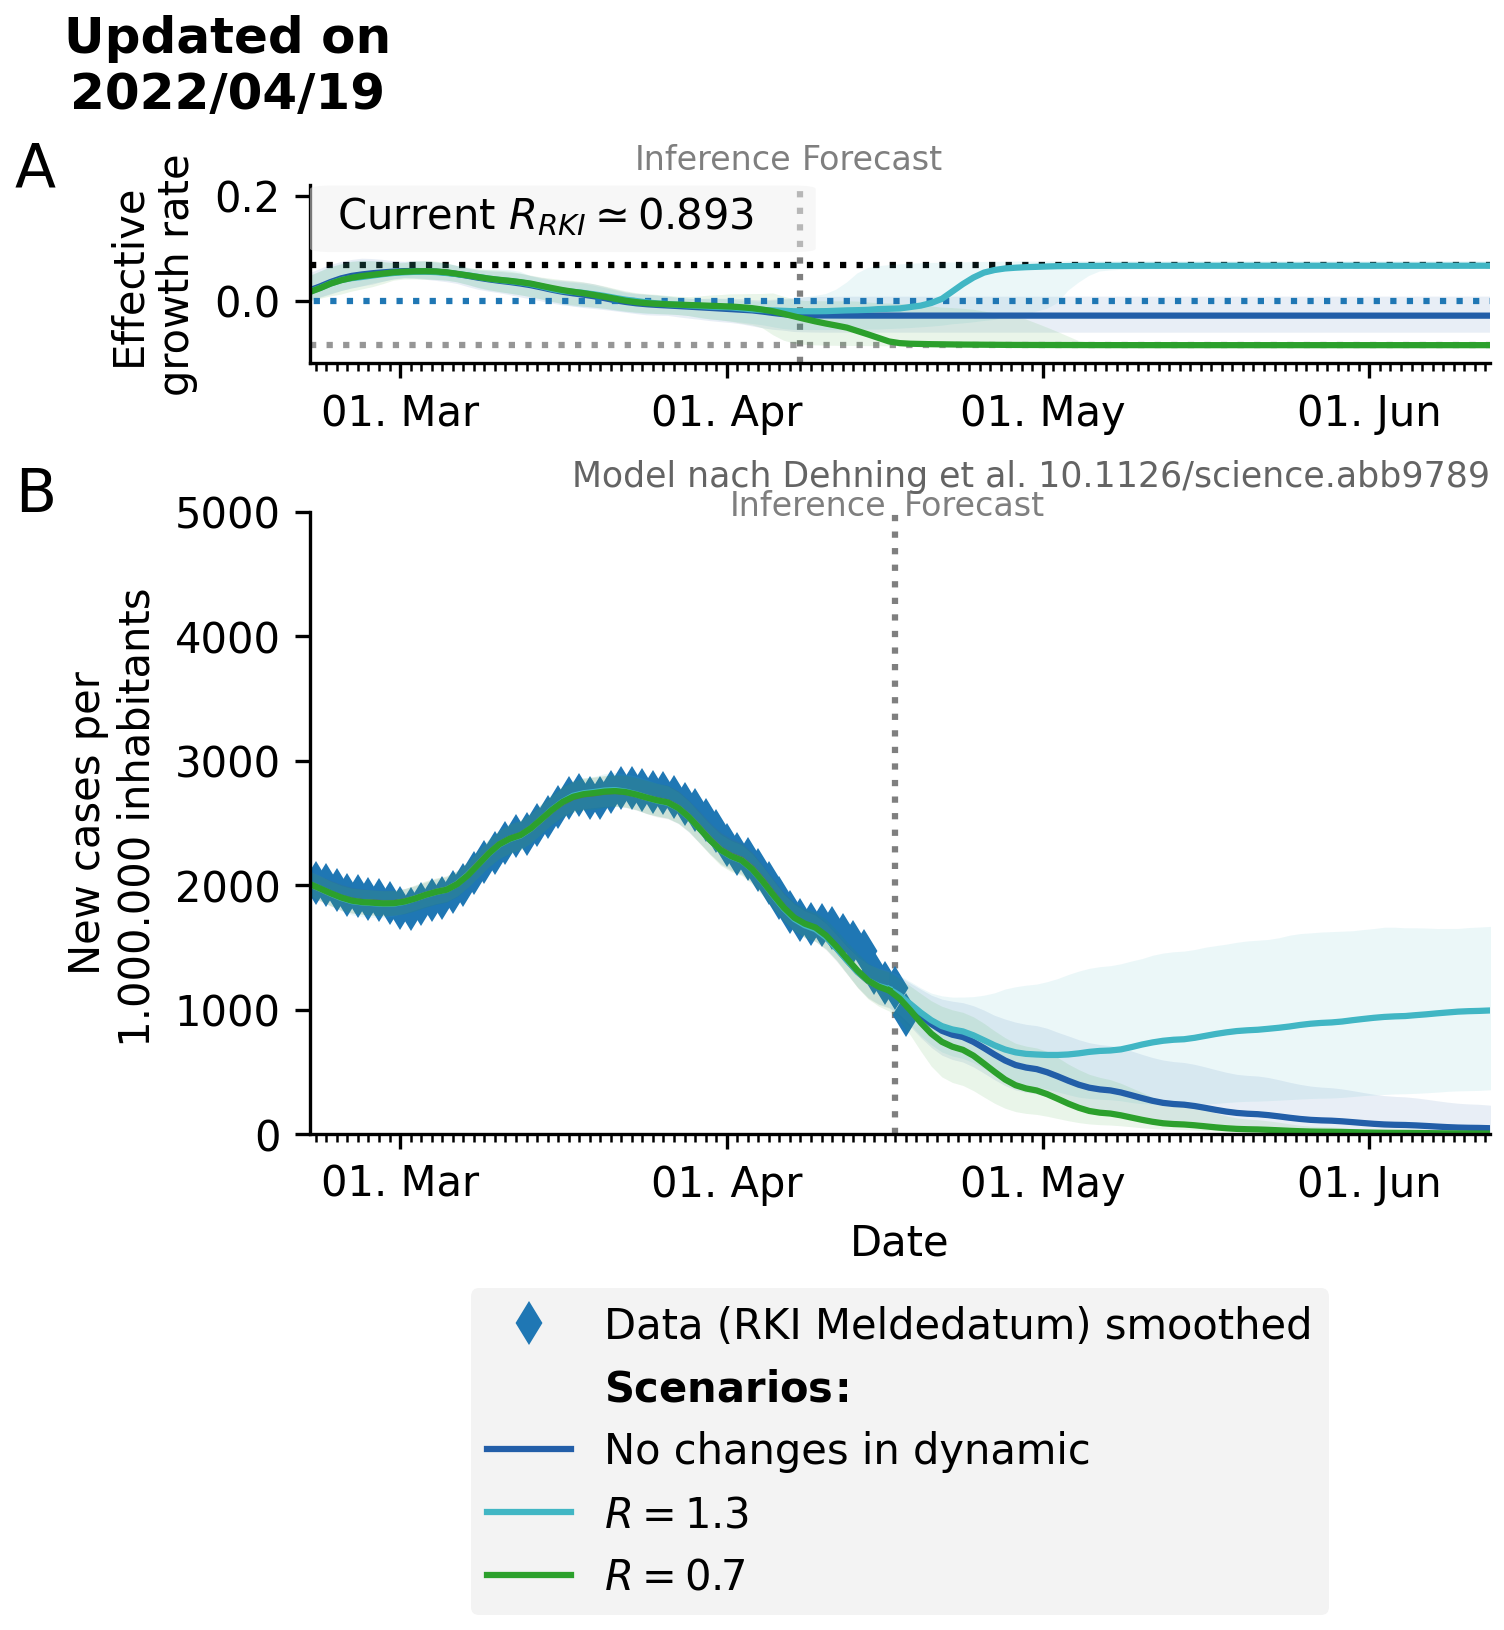 Updated on
2022/04/19
A
Inference Forecast
Effective
growth rate
0.2
0.0
Current R_RKI ≃ 0.893
01. Mar 01. Apr 01. May 01. Jun
B
Model nach Dehning et al. 10.1126/science.abb9789
Inference Forecast
New cases per
1.000.000 inhabitants
5000
4000
3000
2000
1000
0
01. Mar 01. Apr 01. May 01. Jun
Date
Data (RKI Meldedatum) smoothed
Scenarios:
No changes in dynamic
R = 1.3
R = 0.7